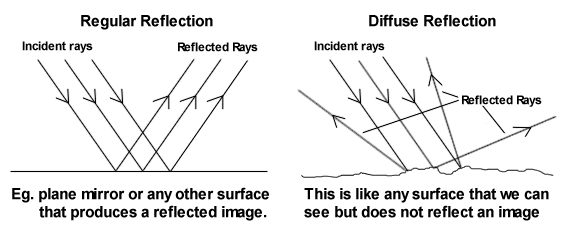 Regular Reflection
Incident rays
Reflected Rays
Eg. plane mirror or any other surface
that produces a reflected image.
Diffuse Reflection
Incident rays
Reflected Rays
This is like any surface that we can
see but does not reflect an image